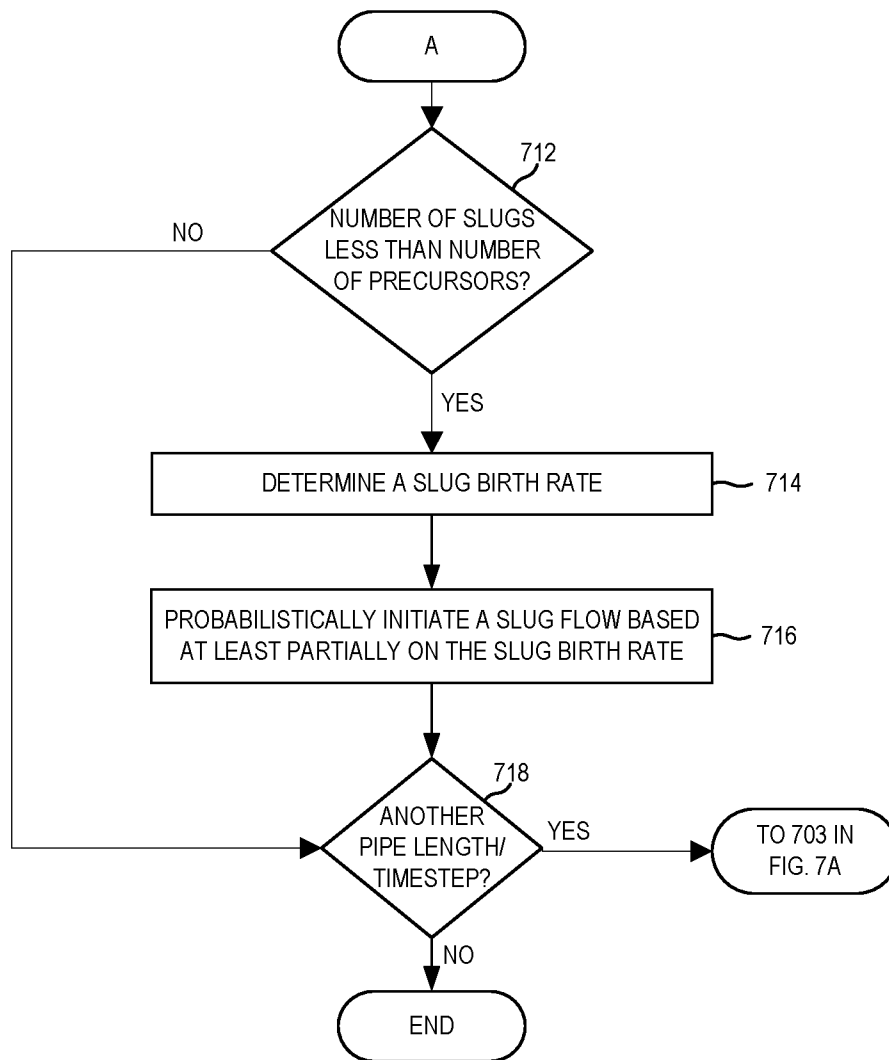 A
712
NUMBER OF SLUGS
LESS THAN NUMBER
OF PRECURSORS?
NO
YES
DETERMINE A SLUG BIRTH RATE
714
PROBABILISTICALLY INITIATE A SLUG FLOW BASED
AT LEAST PARTIALLY ON THE SLUG BIRTH RATE
716
718
ANOTHER
PIPE LENGTH/
TIMESTEP?
YES
TO 703 IN
FIG. 7A
NO
END